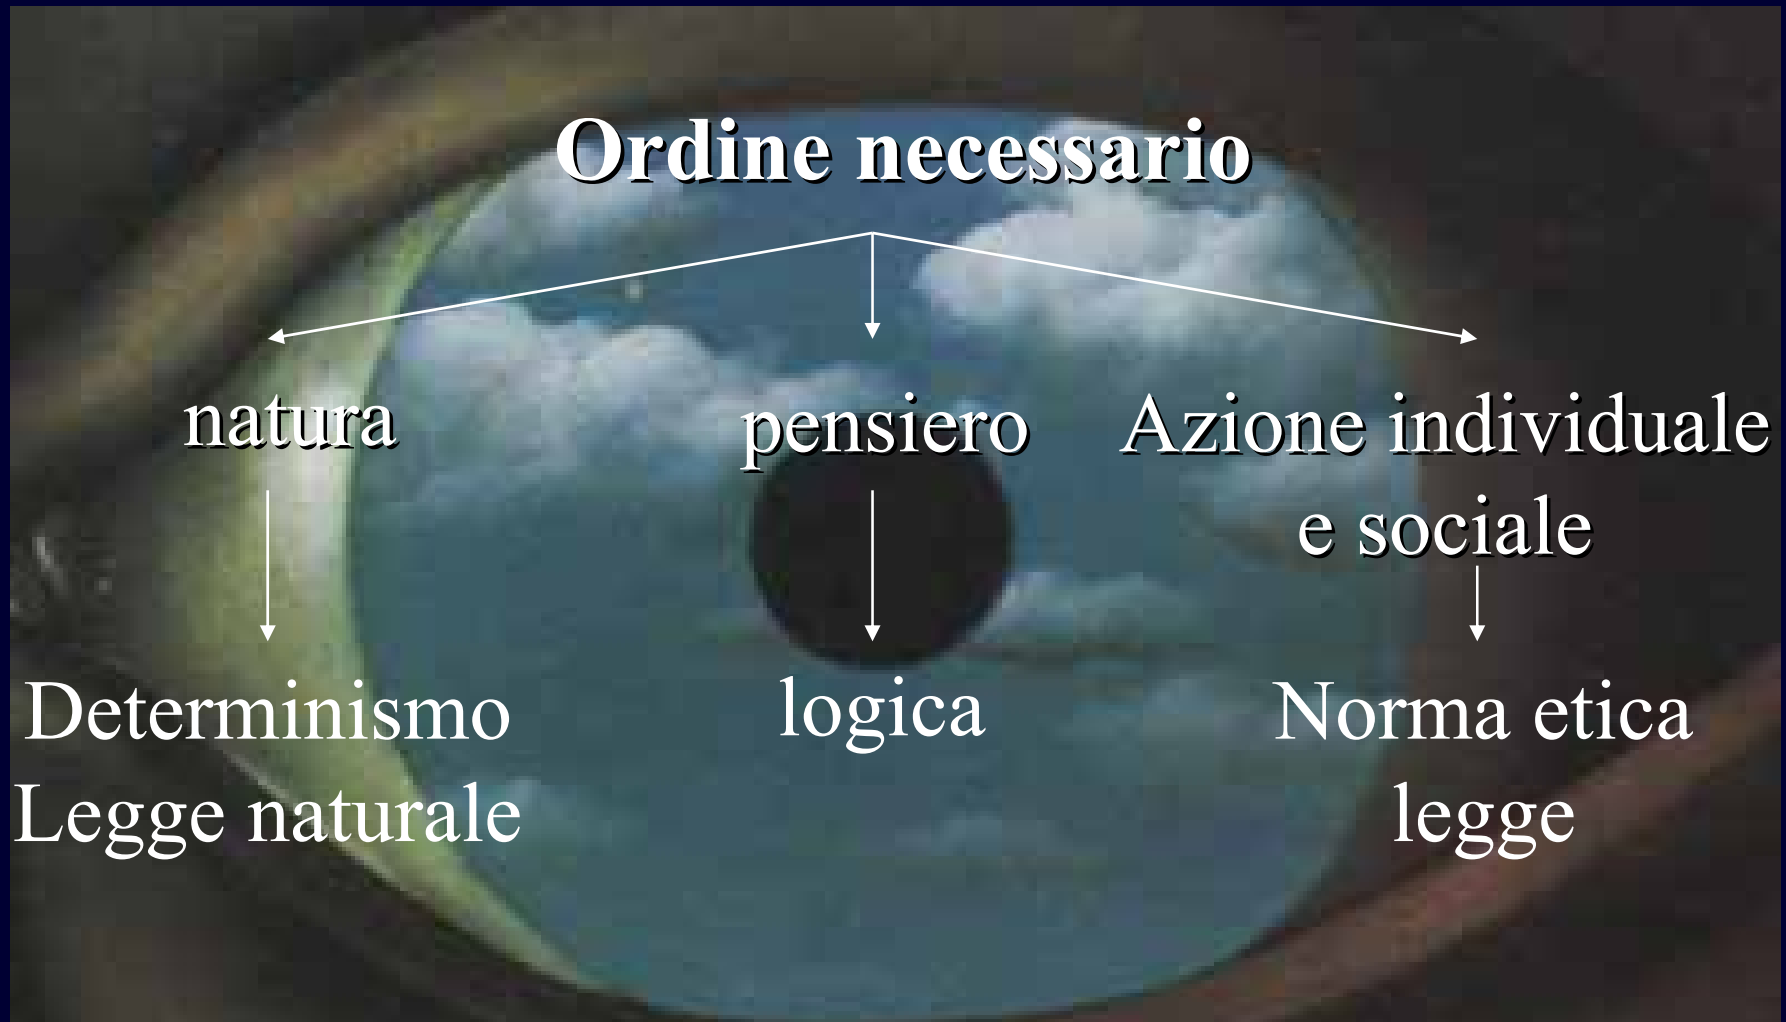 Ordine necessario
natura
pensiero
Azione individuale
e sociale
Determinismo
Legge naturale
logica
Norma etica
legge